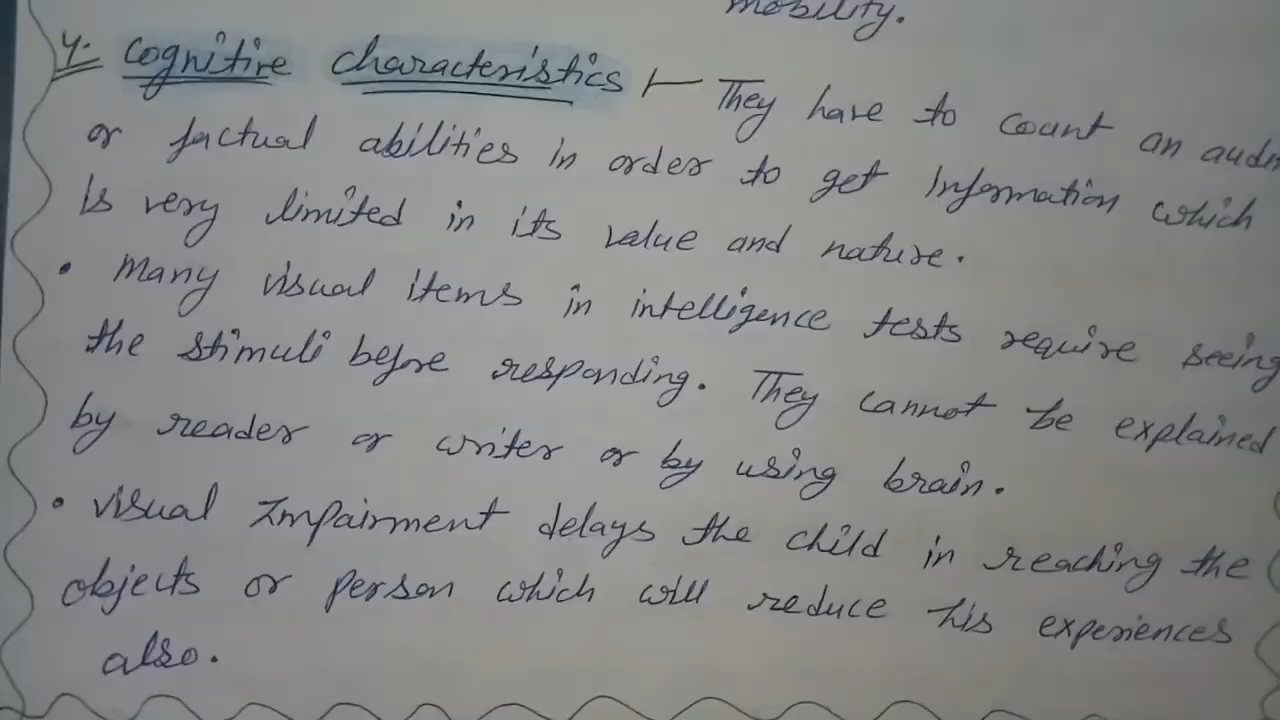 mobility.
4. Cognitive characteristics :- They have to count an
or factual abilities in order to get Information which
is very limited in its value and nature.
• Many visual items in intelligence tests require seeing
the stimuli before responding. They cannot be explained
by reader or writer or by using brain.
• Visual Impairment delays the child in reaching the
objects or person which will reduce his experiences
also.